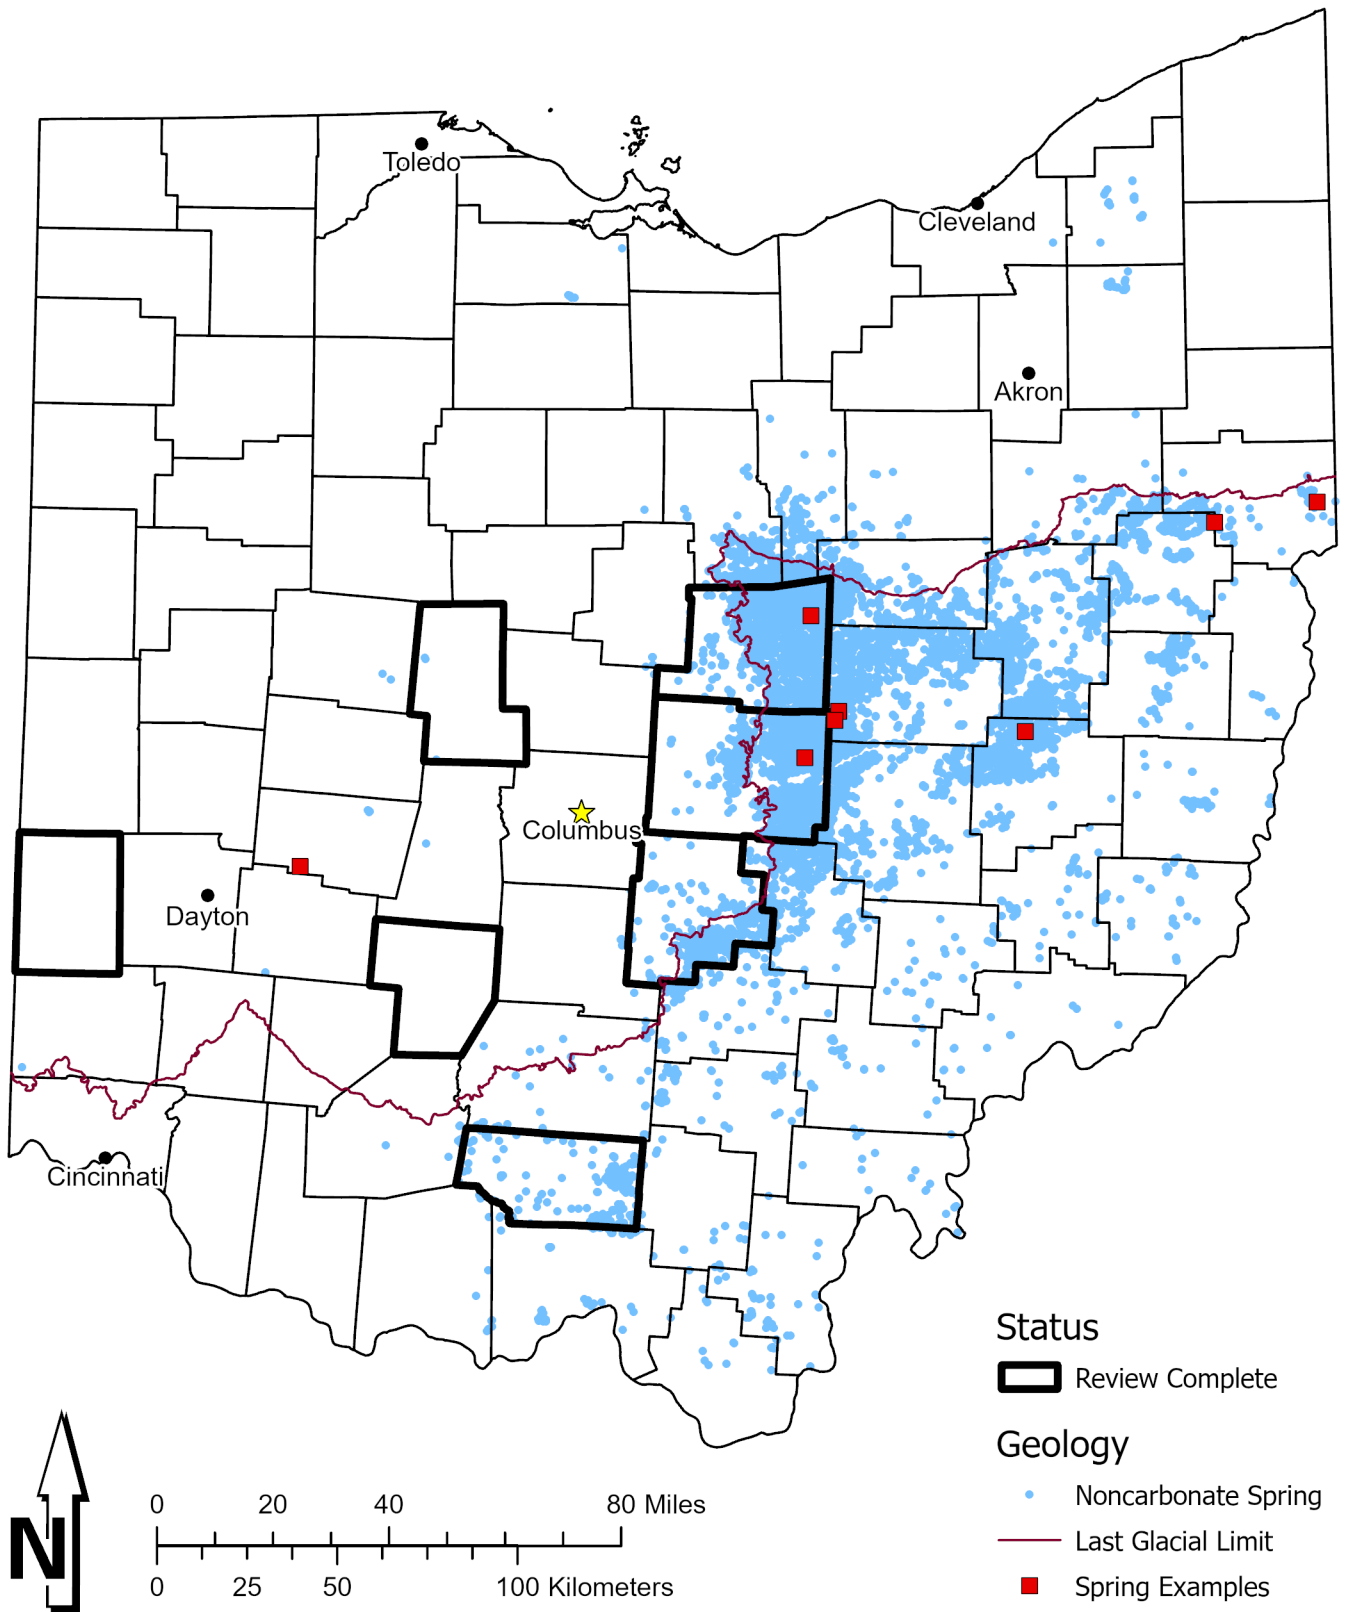 Toledo
Cleveland
Akron
Columbus
Dayton
Cincinnati
Status
Review Complete
Geology
Noncarbonate Spring
Last Glacial Limit
Spring Examples
N
0 20 40 80 Miles
0 25 50 100 Kilometers